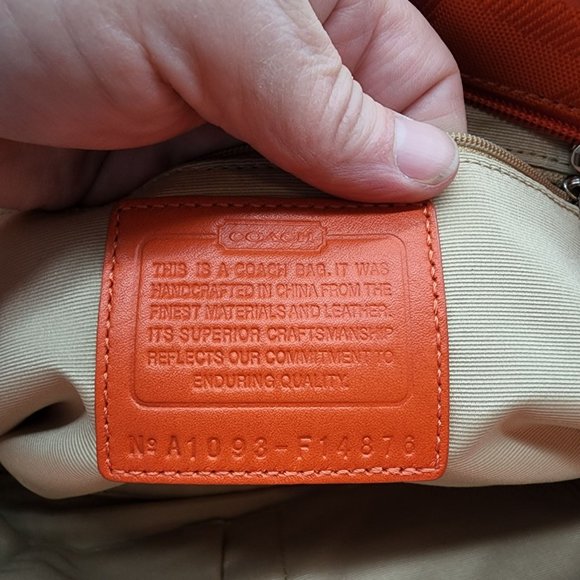 COACH
THIS IS A COACH BAG. IT WAS
HANDCRAFTED IN CHINA FROM THE
FINEST MATERIALS AND LEATHER.
ITS SUPERIOR CRAFTSMANSHIP
REFLECTS OUR COMMITMENT TO
ENDURING QUALITY.
No A1093-F14876